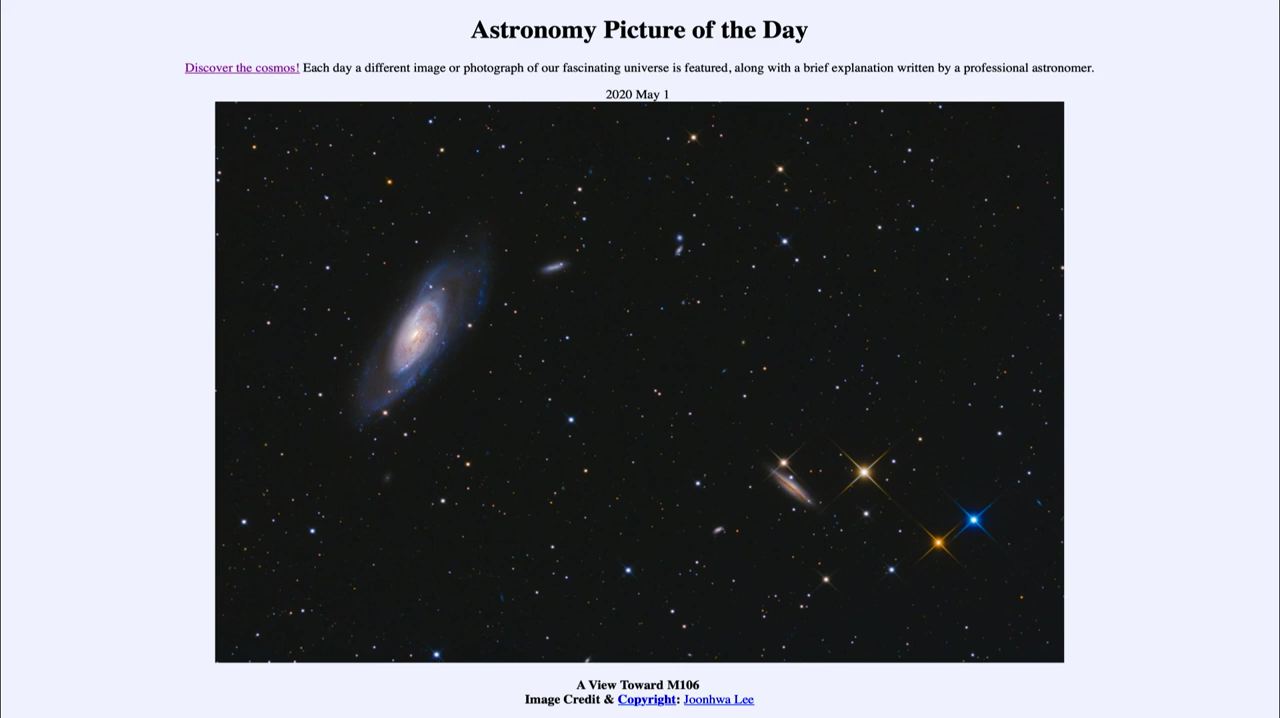 Astronomy Picture of the Day
Discover the cosmos! Each day a different image or photograph of our fascinating universe is featured, along with a brief explanation written by a professional astronomer.
2020 May 1
A View Toward M106
Image Credit & Copyright: Joonhwa Lee